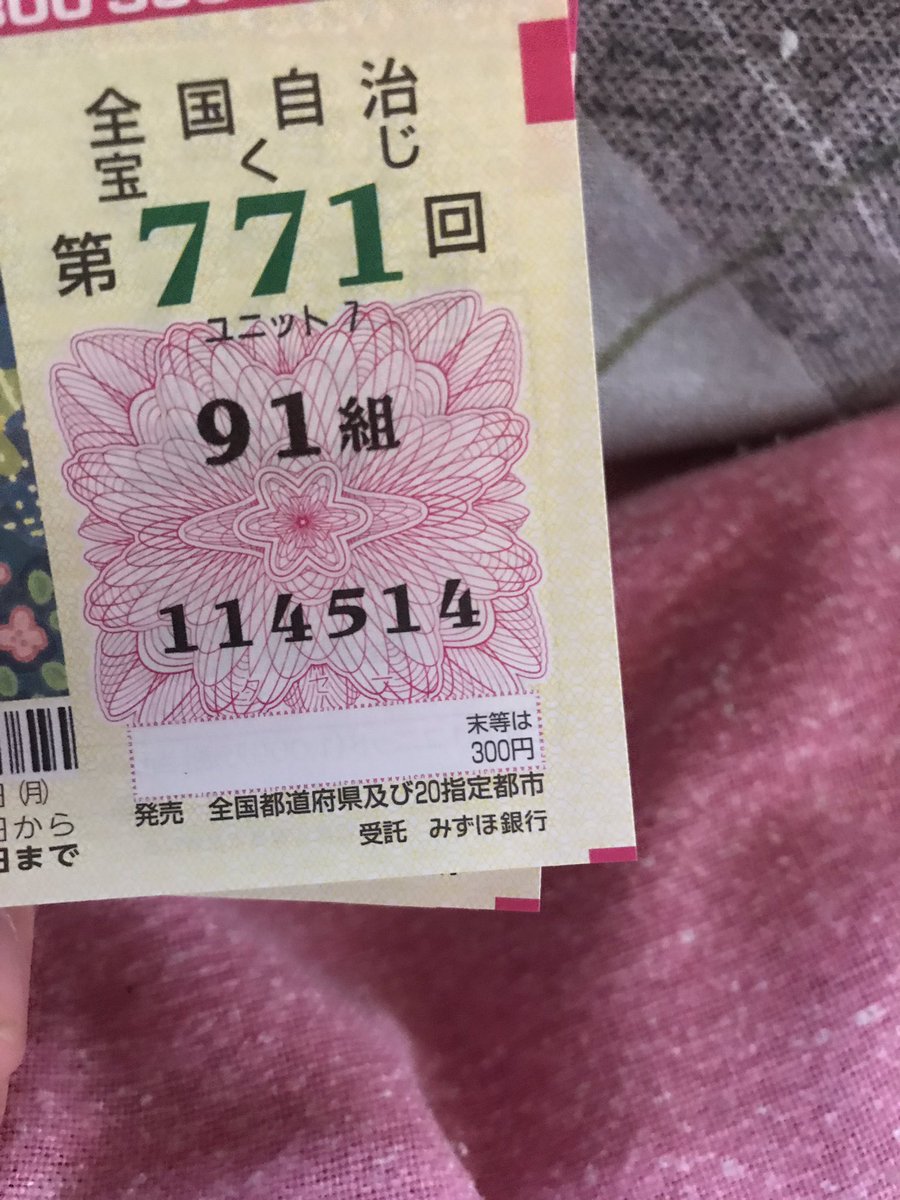 全国自治
宝くじ
第771回
ユニット 7
91組
114514
末等は
300円
(月)
から
日まで
発売 全国都道府県及び20指定都市
受託 みずほ銀行